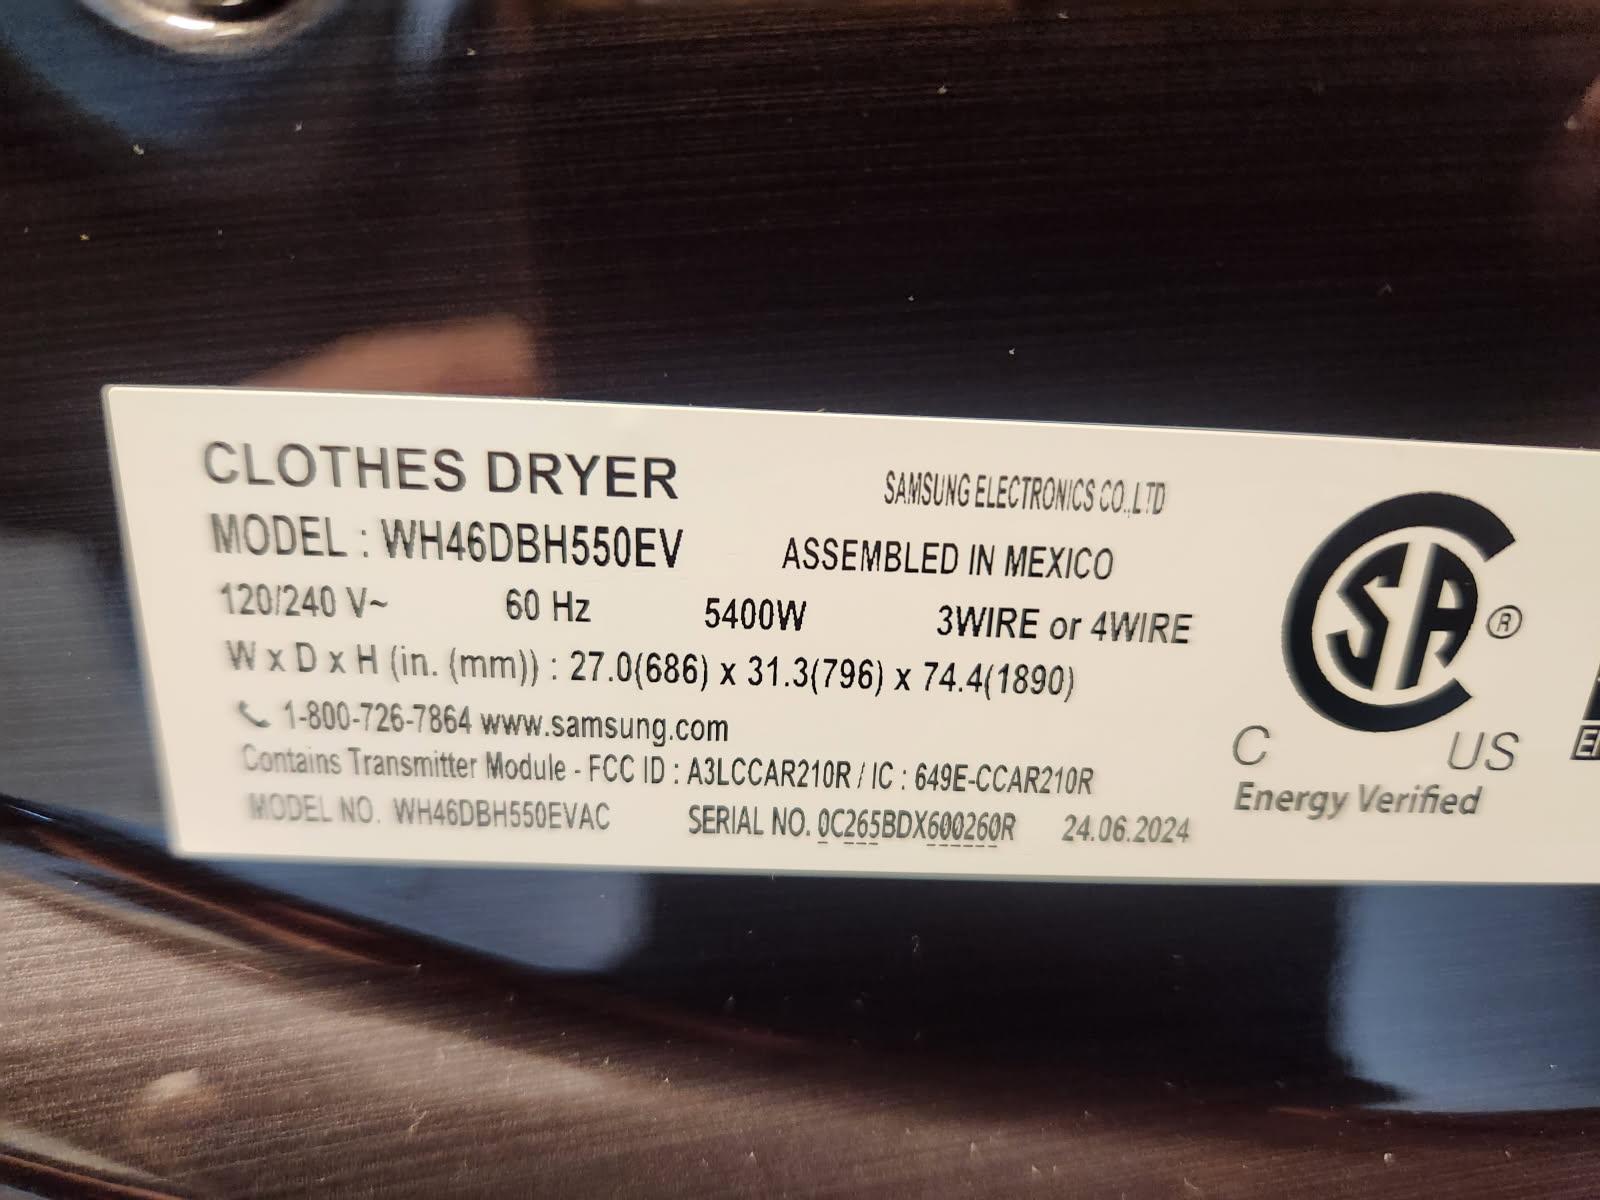 CLOTHES DRYER
SAMSUNG ELECTRONICS CO.,LTD
MODEL : WH46DBH550EV
ASSEMBLED IN MEXICO
120/240 V~ 60 Hz 5400W 3WIRE or 4WIRE
W x D x H (in. (mm)) : 27.0(686) x 31.3(796) x 74.4(1890)
1-800-726-7864 www.samsung.com
Contains Transmitter Module - FCC ID : A3LCCAR210R / IC : 649E-CCAR210R
MODEL NO. WH46DBH550EVAC SERIAL NO. 0C265BDX600260R 24.06.2024
SA ®
C US
Energy Verified